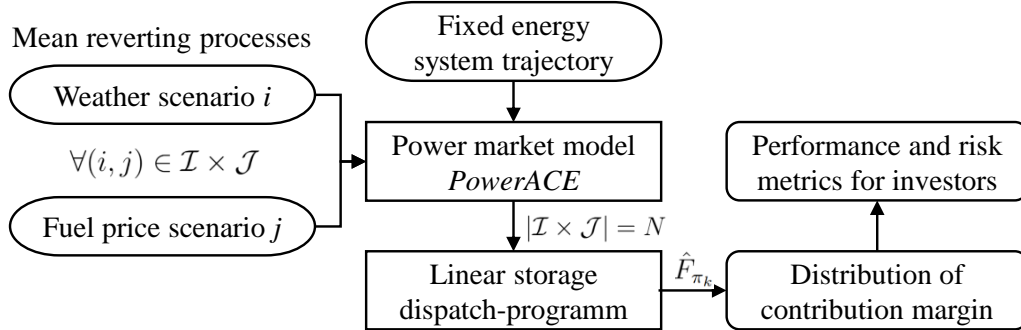 Mean reverting processes
Weather scenario i
∀(i, j) ∈ 𝓘 × 𝓙
Fuel price scenario j
Fixed energy
system trajectory
Power market model
PowerACE
|𝓘 × 𝓙| = N
Linear storage
dispatch-programm
F̂_{π_k}
Distribution of
contribution margin
Performance and risk
metrics for investors